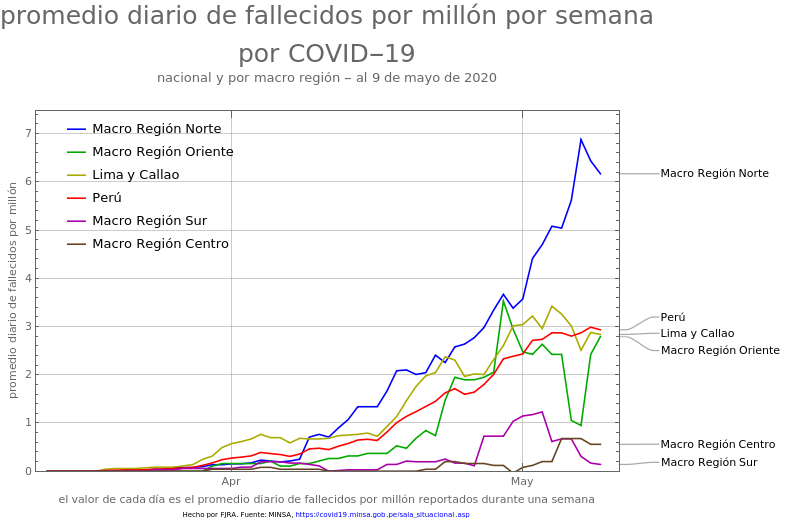 promedio diario de fallecidos por millón por semana
por COVID‒19
nacional y por macro región ‒ al 9 de mayo de 2020
Macro Región Norte
Macro Región Oriente
Lima y Callao
Perú
Macro Región Sur
Macro Región Centro
promedio diario de fallecidos por millón
7
6
5
4
3
2
1
0
Apr
May
Macro Región Norte
Perú
Lima y Callao
Macro Región Oriente
Macro Región Centro
Macro Región Sur
el valor de cada día es el promedio diario de fallecidos por millón reportados durante una semana
Hecho por FJRA. Fuente: MINSA, https://covid19.minsa.gob.pe/sala_situacional.asp